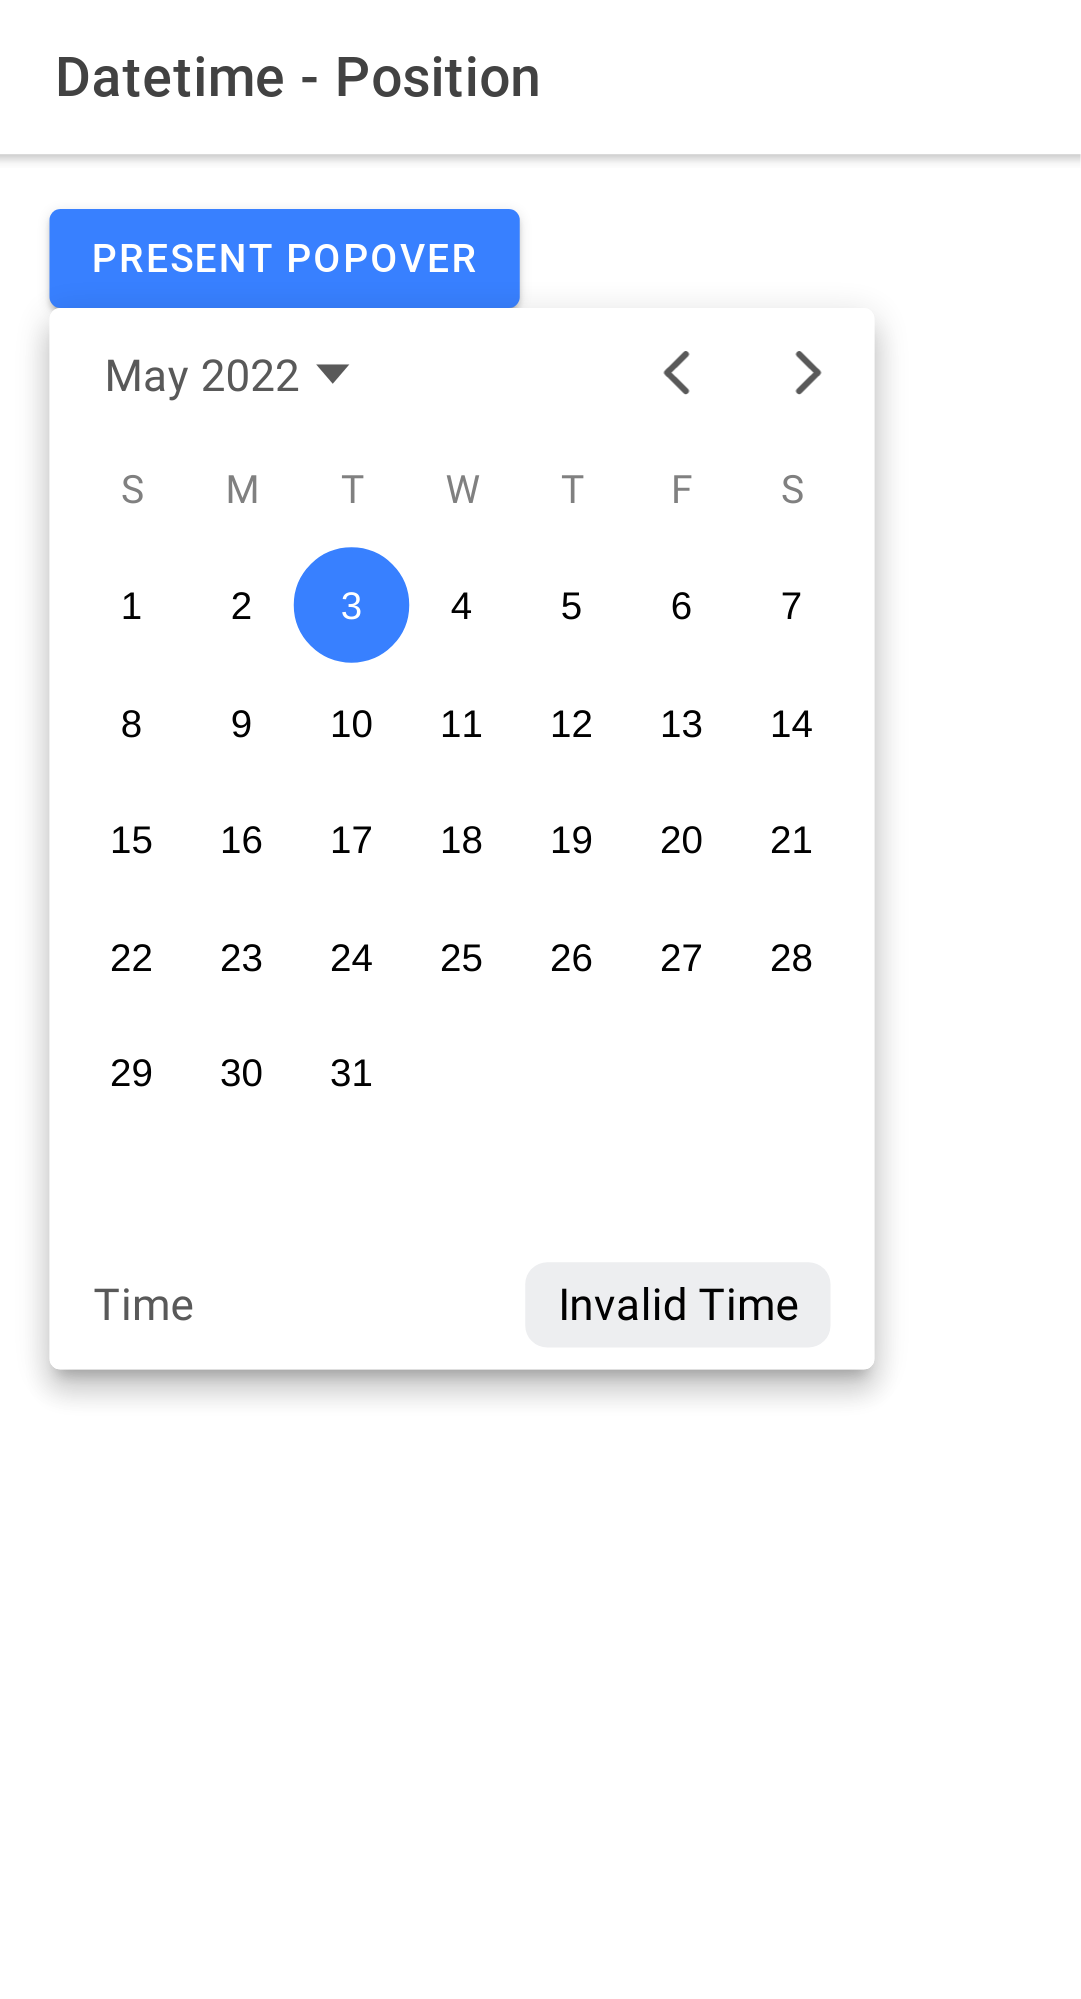 Datetime - Position
PRESENT POPOVER
May 2022
S M T W T F S
1 2 3 4 5 6 7
8 9 10 11 12 13 14
15 16 17 18 19 20 21
22 23 24 25 26 27 28
29 30 31
Time Invalid Time